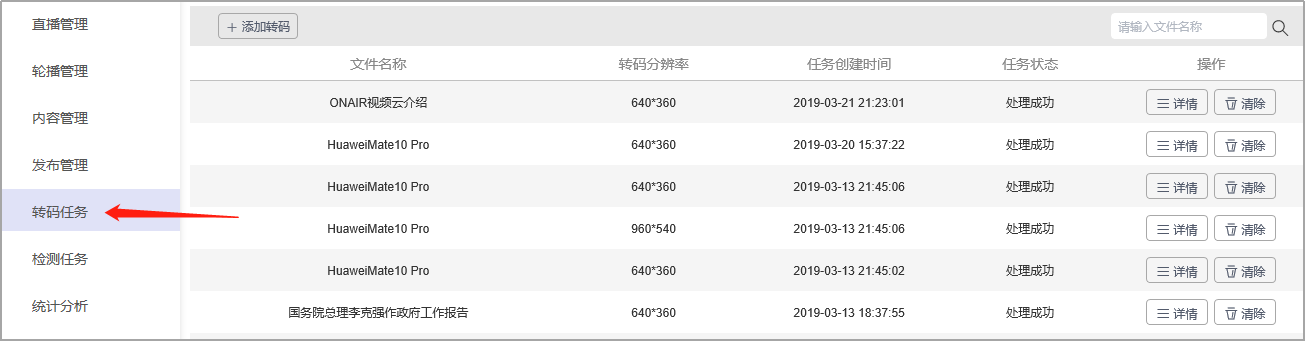 直播管理
轮播管理
内容管理
发布管理
转码任务
检测任务
统计分析
+ 添加转码
请输入文件名称
文件名称 转码分辨率 任务创建时间 任务状态 操作
ONAIR视频云介绍 640*360 2019-03-21 21:23:01 处理成功 详情 清除
HuaweiMate10 Pro 640*360 2019-03-20 15:37:22 处理成功 详情 清除
HuaweiMate10 Pro 640*360 2019-03-13 21:45:06 处理成功 详情 清除
HuaweiMate10 Pro 960*540 2019-03-13 21:45:06 处理成功 详情 清除
HuaweiMate10 Pro 640*360 2019-03-13 21:45:02 处理成功 详情 清除
国务院总理李克强作政府工作报告 640*360 2019-03-13 18:37:55 处理成功 详情 清除